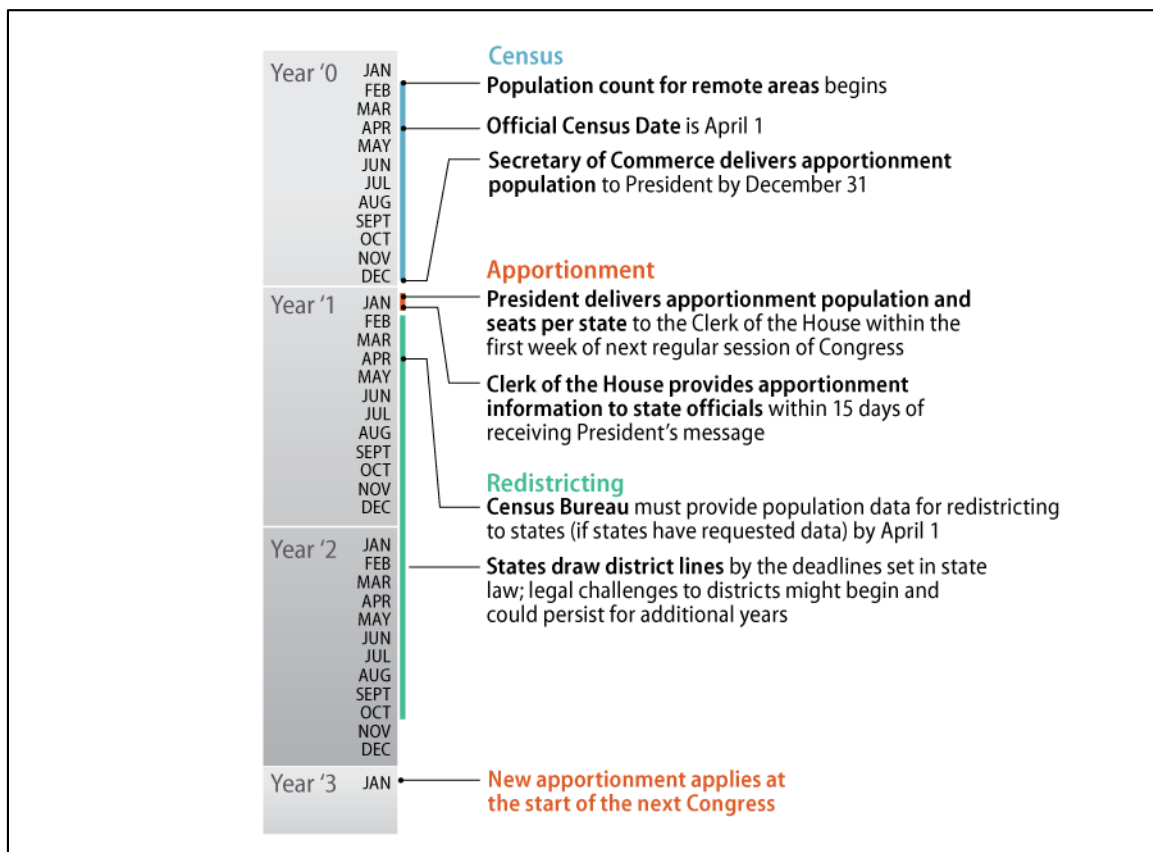 Year ‘0
JAN
FEB
MAR
APR
MAY
JUN
JUL
AUG
SEPT
OCT
NOV
DEC
Census
Population count for remote areas begins
Official Census Date is April 1
Secretary of Commerce delivers apportionment
population to President by December 31
Year ‘1
JAN
FEB
MAR
APR
MAY
JUN
JUL
AUG
SEPT
OCT
NOV
DEC
Apportionment
President delivers apportionment population and
seats per state to the Clerk of the House within the
first week of next regular session of Congress
Clerk of the House provides apportionment
information to state officials within 15 days of
receiving President’s message
Redistricting
Census Bureau must provide population data for redistricting
to states (if states have requested data) by April 1
Year ‘2
JAN
FEB
MAR
APR
MAY
JUN
JUL
AUG
SEPT
OCT
NOV
DEC
States draw district lines by the deadlines set in state
law; legal challenges to districts might begin and
could persist for additional years
Year ‘3
JAN
New apportionment applies at
the start of the next Congress